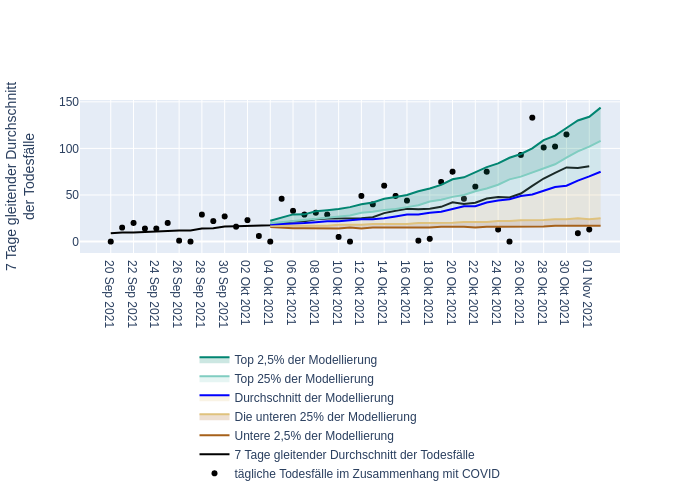 7 Tage gleitender Durchschnitt
der Todesfälle
150
100
50
0
20 Sep 2021
22 Sep 2021
24 Sep 2021
26 Sep 2021
28 Sep 2021
30 Sep 2021
02 Okt 2021
04 Okt 2021
06 Okt 2021
08 Okt 2021
10 Okt 2021
12 Okt 2021
14 Okt 2021
16 Okt 2021
18 Okt 2021
20 Okt 2021
22 Okt 2021
24 Okt 2021
26 Okt 2021
28 Okt 2021
30 Okt 2021
01 Nov 2021
Top 2,5% der Modellierung
Top 25% der Modellierung
Durchschnitt der Modellierung
Die unteren 25% der Modellierung
Untere 2,5% der Modellierung
7 Tage gleitender Durchschnitt der Todesfälle
tägliche Todesfälle im Zusammenhang mit COVID